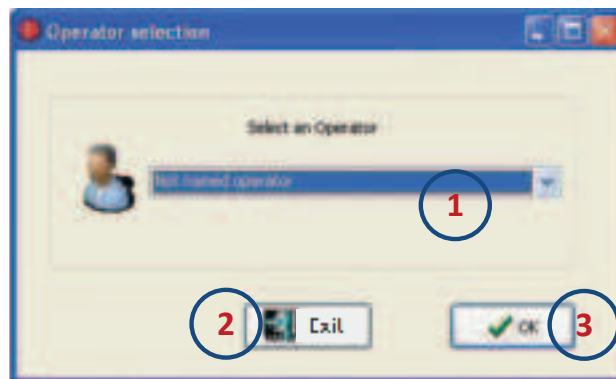 Operator selection
Select an Operator
Not named operator
1
2
Exit
OK
3